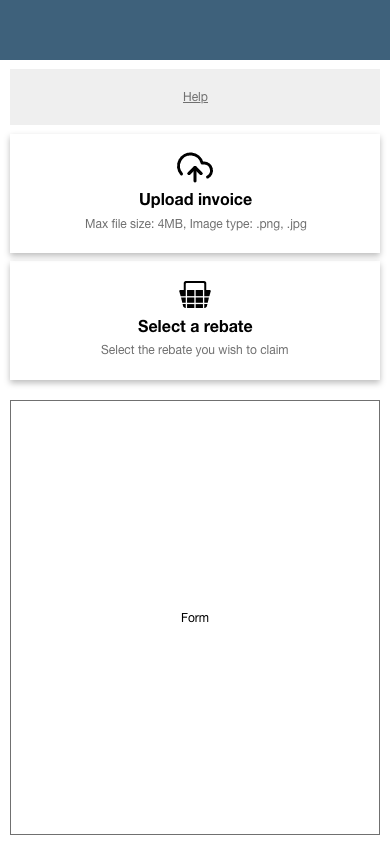 Help
Upload invoice
Max file size: 4MB, Image type: .png, .jpg
Select a rebate
Select the rebate you wish to claim
Form